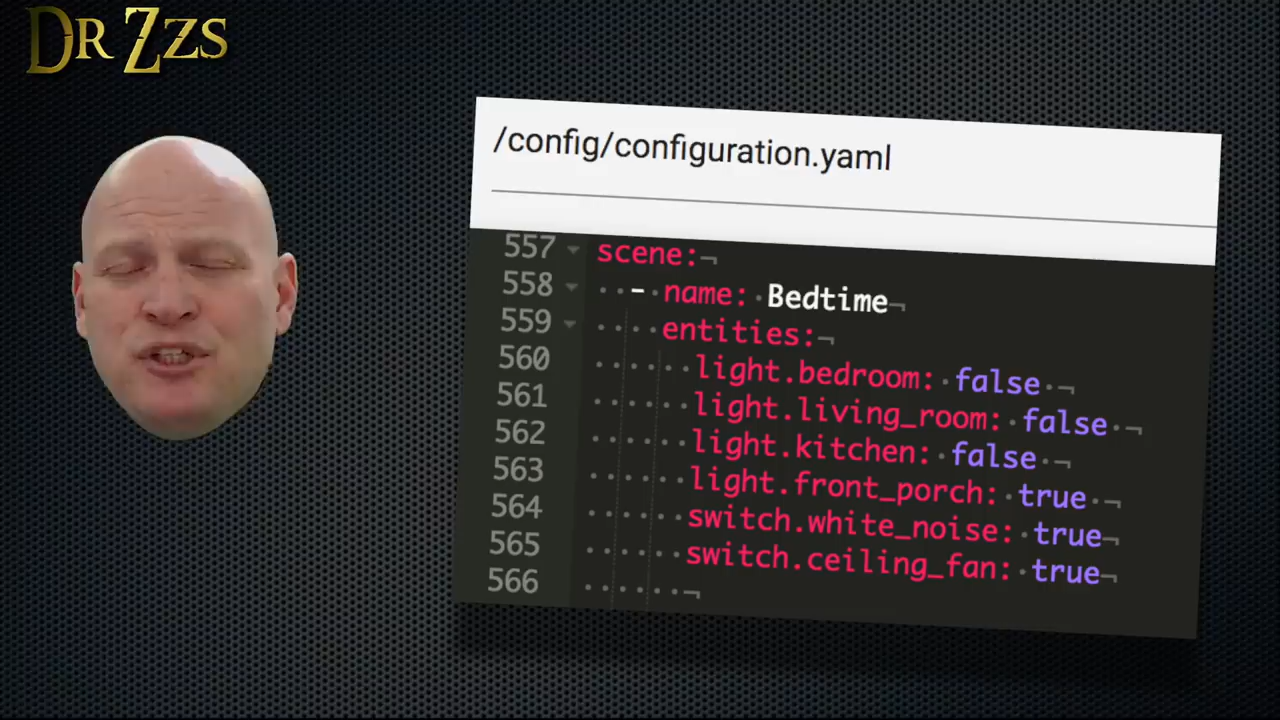 DR ZZS
/config/configuration.yaml
557 scene:¬
558 ··-·name:·Bedtime¬
559 ····entities:¬
560 ······light.bedroom:·false·¬
561 ······light.living_room:·false·¬
562 ······light.kitchen:·false·¬
563 ······light.front_porch:·true·¬
564 ······switch.white_noise:·true¬
565 ······switch.ceiling_fan:·true¬
566 ······¬